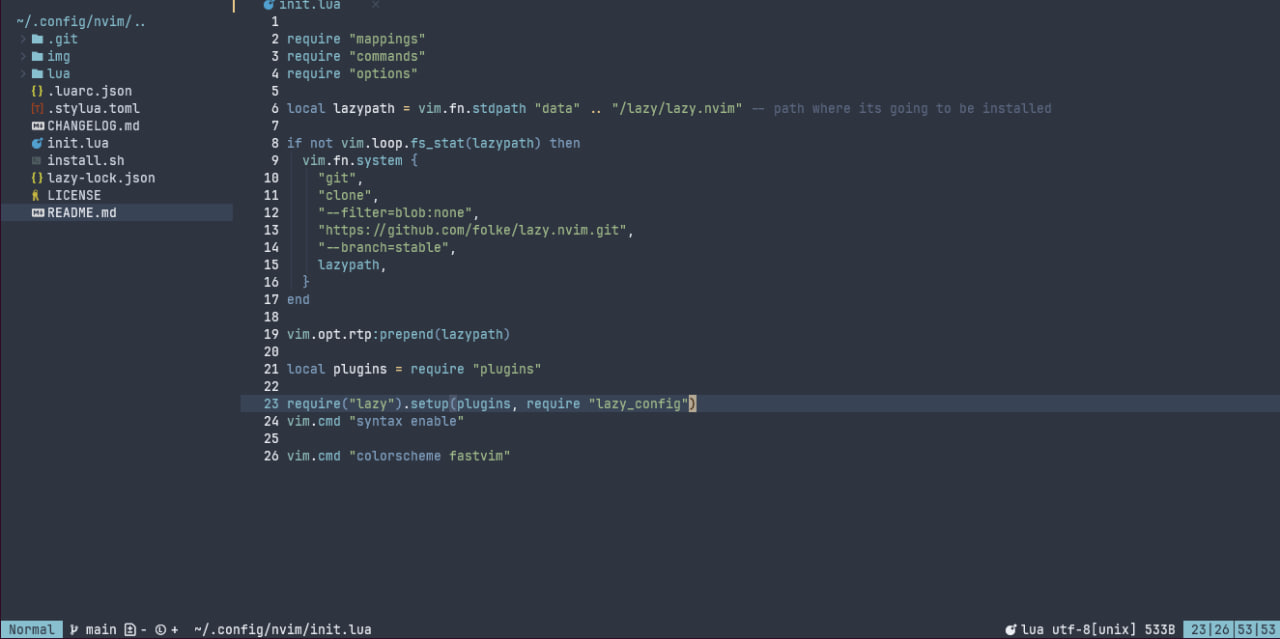 ~/.config/nvim/..
.git
img
lua
{} .luarc.json
[T] .stylua.toml
CHANGELOG.md
init.lua
install.sh
{} lazy-lock.json
LICENSE
README.md
init.lua ×
1
2 require "mappings"
3 require "commands"
4 require "options"
5
6 local lazypath = vim.fn.stdpath "data" .. "/lazy/lazy.nvim" -- path where its going to be installed
7
8 if not vim.loop.fs_stat(lazypath) then
9 vim.fn.system {
10 "git",
11 "clone",
12 "--filter=blob:none",
13 "https://github.com/folke/lazy.nvim.git",
14 "--branch=stable",
15 lazypath,
16 }
17 end
18
19 vim.opt.rtp:prepend(lazypath)
20
21 local plugins = require "plugins"
22
23 require("lazy").setup(plugins, require "lazy_config")
24 vim.cmd "syntax enable"
25
26 vim.cmd "colorscheme fastvim"
Normal main - + ~/.config/nvim/init.lua lua utf-8[unix] 533B 23|26 53|53